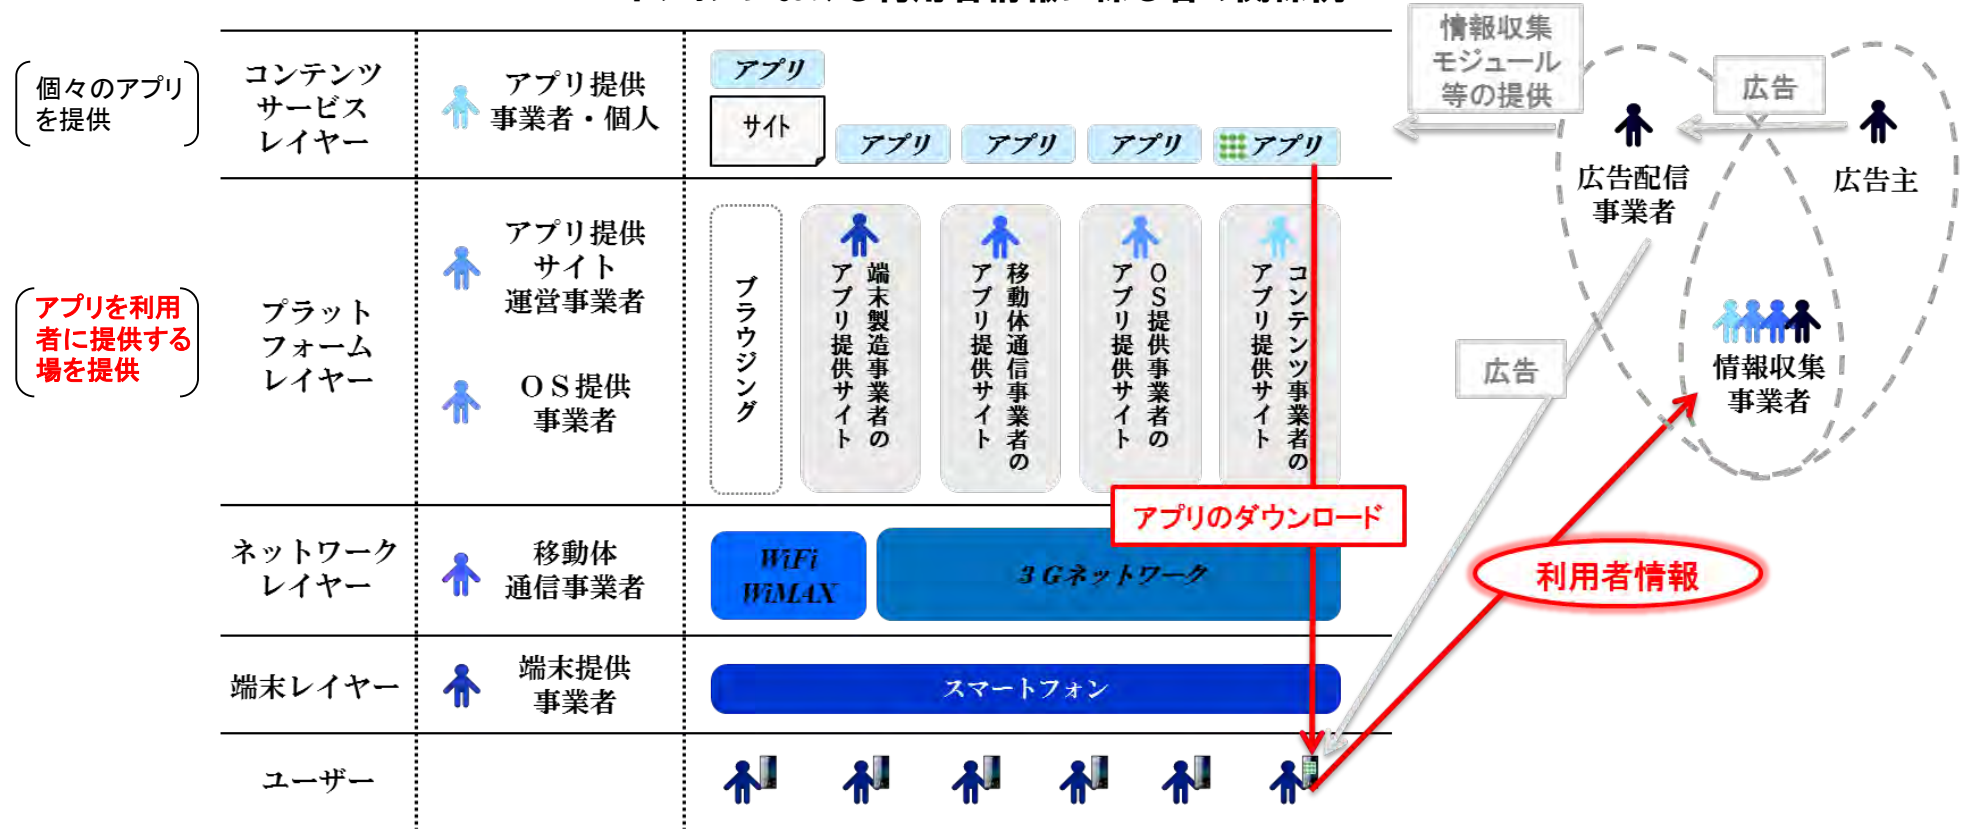 個々のアプリ
を提供
コンテンツ
サービス
レイヤー
アプリ提供
事業者・個人
アプリ
サイト
アプリ
アプリ
アプリ
アプリ
情報収集
モジュール
等の提供
広告
広告配信
事業者
広告主
アプリを利用
者に提供する
場を提供
プラット
フォーム
レイヤー
アプリ提供
サイト
運営事業者
ＯＳ提供
事業者
ブラウジング
端末製造事業者の
アプリ提供サイト
移動体通信事業者の
アプリ提供サイト
ＯＳ提供事業者の
アプリ提供サイト
コンテンツ事業者の
アプリ提供サイト
情報収集
事業者
広告
アプリのダウンロード
利用者情報
ネットワーク
レイヤー
移動体
通信事業者
WiFi
WiMAX
３Gネットワーク
端末レイヤー
端末提供
事業者
スマートフォン
ユーザー